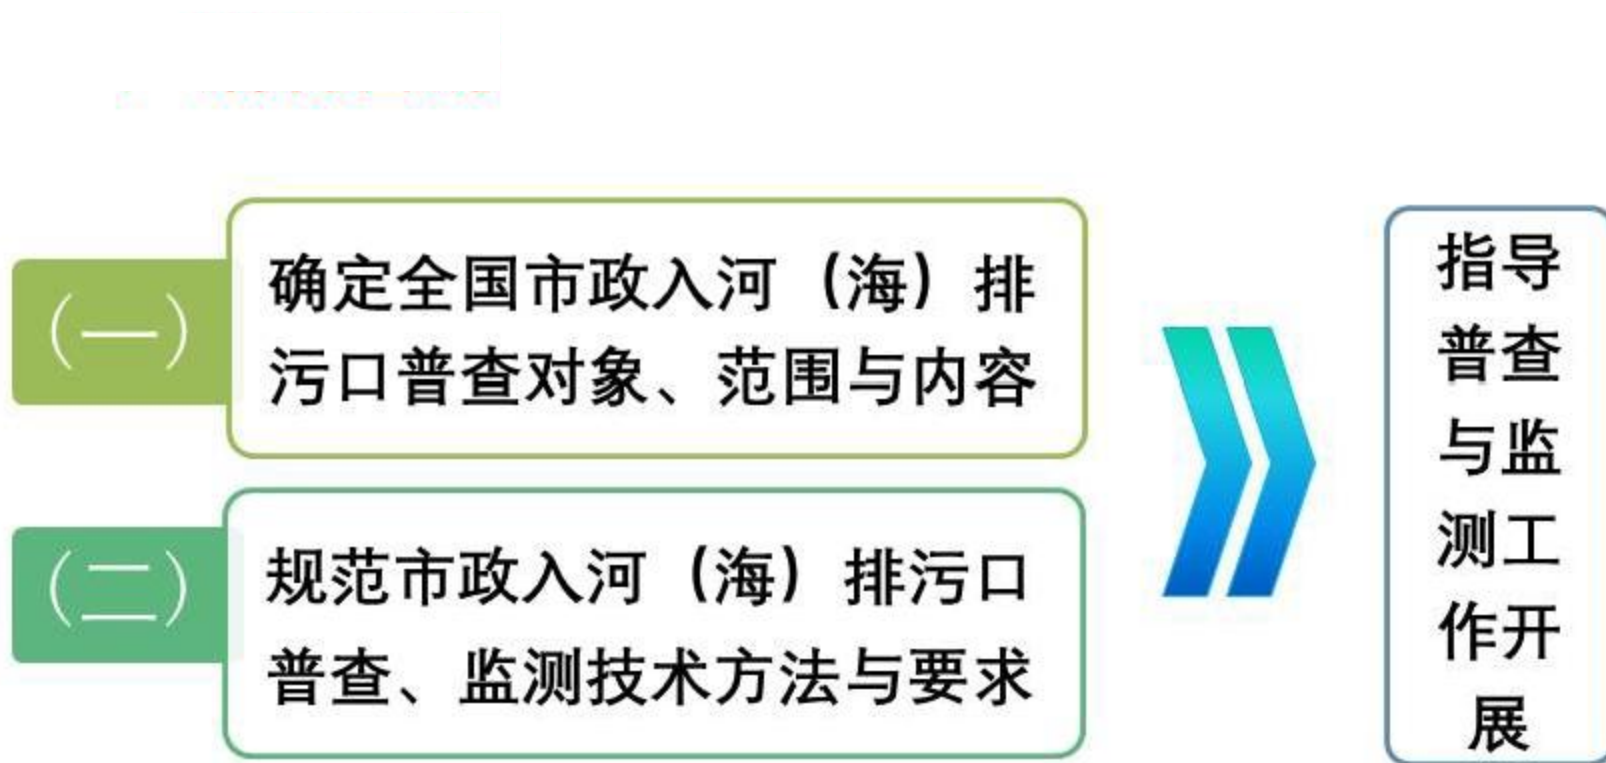 （一）
确定全国市政入河（海）排
污口普查对象、范围与内容
（二）
规范市政入河（海）排污口
普查、监测技术方法与要求
指导
普查
与监
测工
作开
展